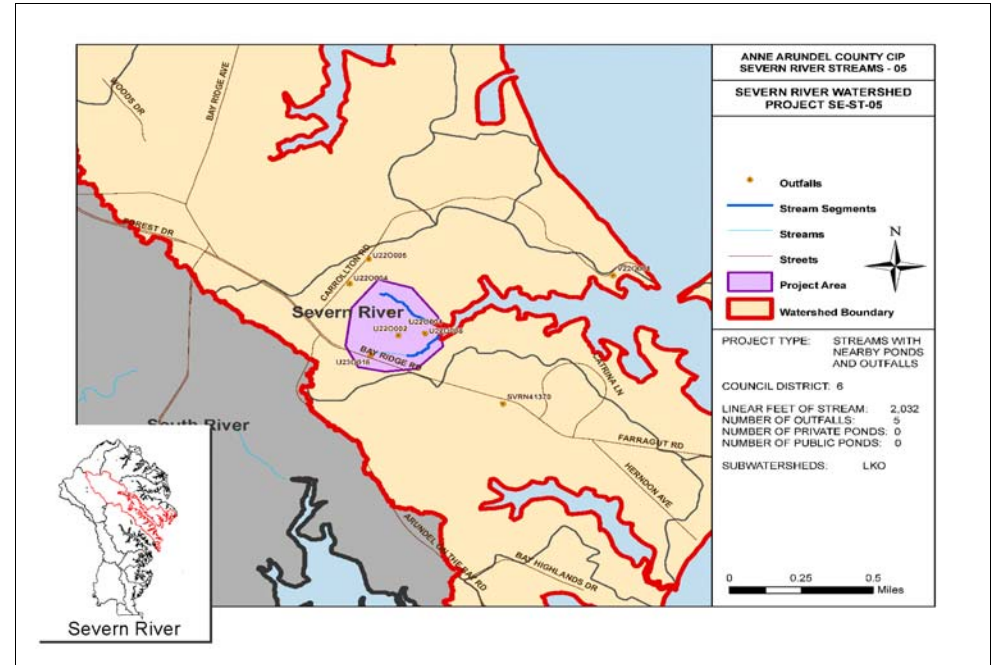 ANNE ARUNDEL COUNTY CIP
SEVERN RIVER STREAMS - 05
SEVERN RIVER WATERSHED
PROJECT SE-ST-05
Outfalls
Stream Segments
Streams
Streets
Project Area
Watershed Boundary
N
PROJECT TYPE: STREAMS WITH
NEARBY PONDS
AND OUTFALLS
COUNCIL DISTRICT: 6
LINEAR FEET OF STREAM: 2,032
NUMBER OF OUTFALLS: 5
NUMBER OF PRIVATE PONDS: 0
NUMBER OF PUBLIC PONDS: 0
SUBWATERSHEDS: LKO
0 0.25 0.5
Miles
WOODS DR
BAY RIDGE AVE
FOREST DR
CARROLLTON RD
U22O005
U22O004
Severn River
U22O002
BAY RIDGE RD
CATRINA LN
SVRN41370
FARRAGUT RD
HERNDON AVE
South River
ARUNDEL ON THE BAY RD
BAY HIGHLANDS DR
Severn River